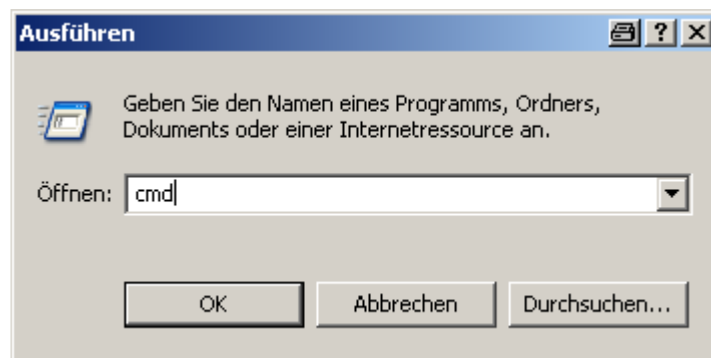 Ausführen
Geben Sie den Namen eines Programms, Ordners,
Dokuments oder einer Internetressource an.
Öffnen: cmd
OK Abbrechen Durchsuchen...